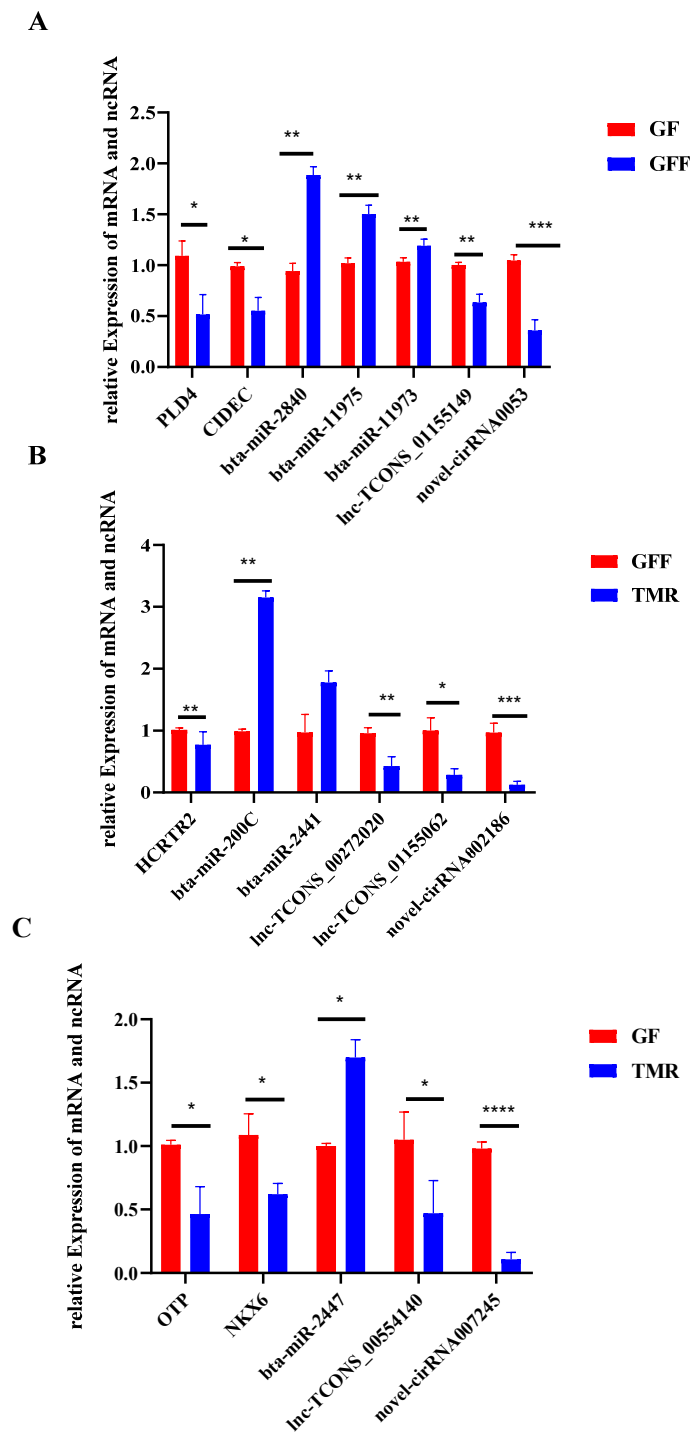 A
relative Expression of mRNA and ncRNA
2.5
2.0
1.5
1.0
0.5
0.0
*
*
**
**
**
**
***
GF
GFF
PLD4
CIDEC
bta-miR-2840
bta-miR-11975
bta-miR-11973
lnc-TCONS_01155149
novel-cirRNA0053
B
relative Expression of mRNA and ncRNA
4
3
2
1
0
**
**
**
*
***
GFF
TMR
HCRTR2
bta-miR-200C
bta-miR-2441
lnc-TCONS_00272020
lnc-TCONS_01155062
novel-cirRNA002186
C
relative Expression of mRNA and ncRNA
2.0
1.5
1.0
0.5
0.0
*
*
*
*
****
GF
TMR
OTP
NKX6
bta-miR-2447
lnc-TCONS_00554140
novel-cirRNA007245